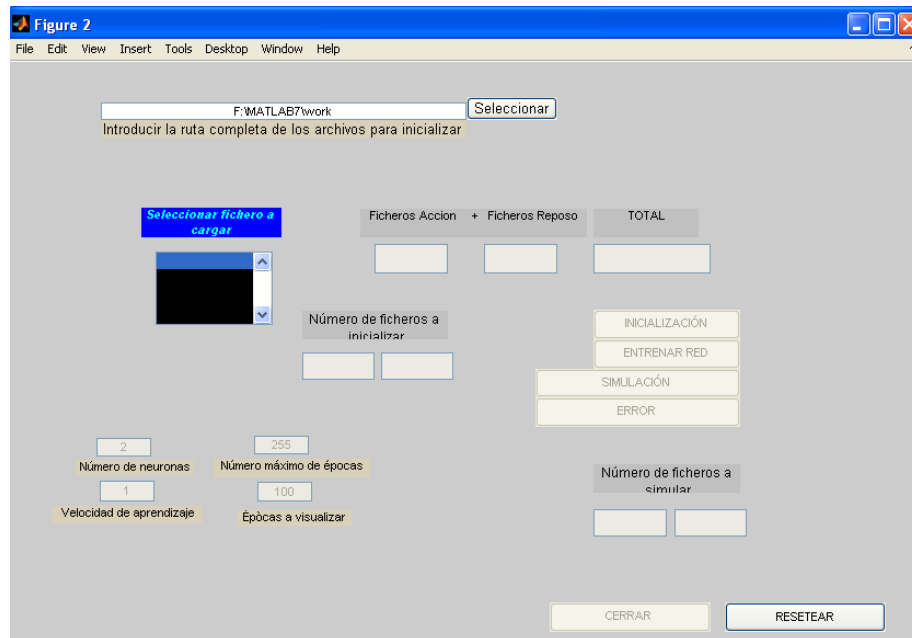 Figure 2
File Edit View Insert Tools Desktop Window Help
F:\MATLAB7\work
Seleccionar
Introducir la ruta completa de los archivos para inicializar
Seleccionar fichero a
cargar
Ficheros Accion + Ficheros Reposo
TOTAL
Número de ficheros a
inicializar
INICIALIZACIÓN
ENTRENAR RED
SIMULACIÓN
ERROR
2
Número de neuronas
255
Número máximo de épocas
1
Velocidad de aprendizaje
100
Épòcas a visualizar
Número de ficheros a
simular
CERRAR
RESETEAR